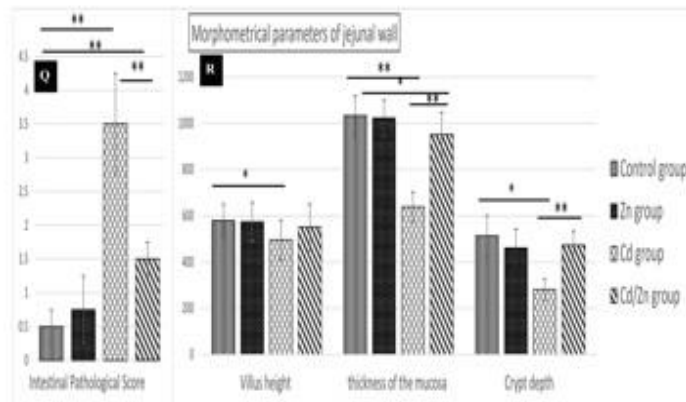 **
**
**
Q
4.5
4
3.5
3
2.5
2
1.5
1
0.5
0
Intestinal Pathological Score
Morphometrical parameters of jejunal wall
R
1200
1000
800
600
400
200
0
*
**
*
**
*
**
Villus height
thickness of the mucosa
Crypt depth
Control group
Zn group
Cd group
Cd/Zn group